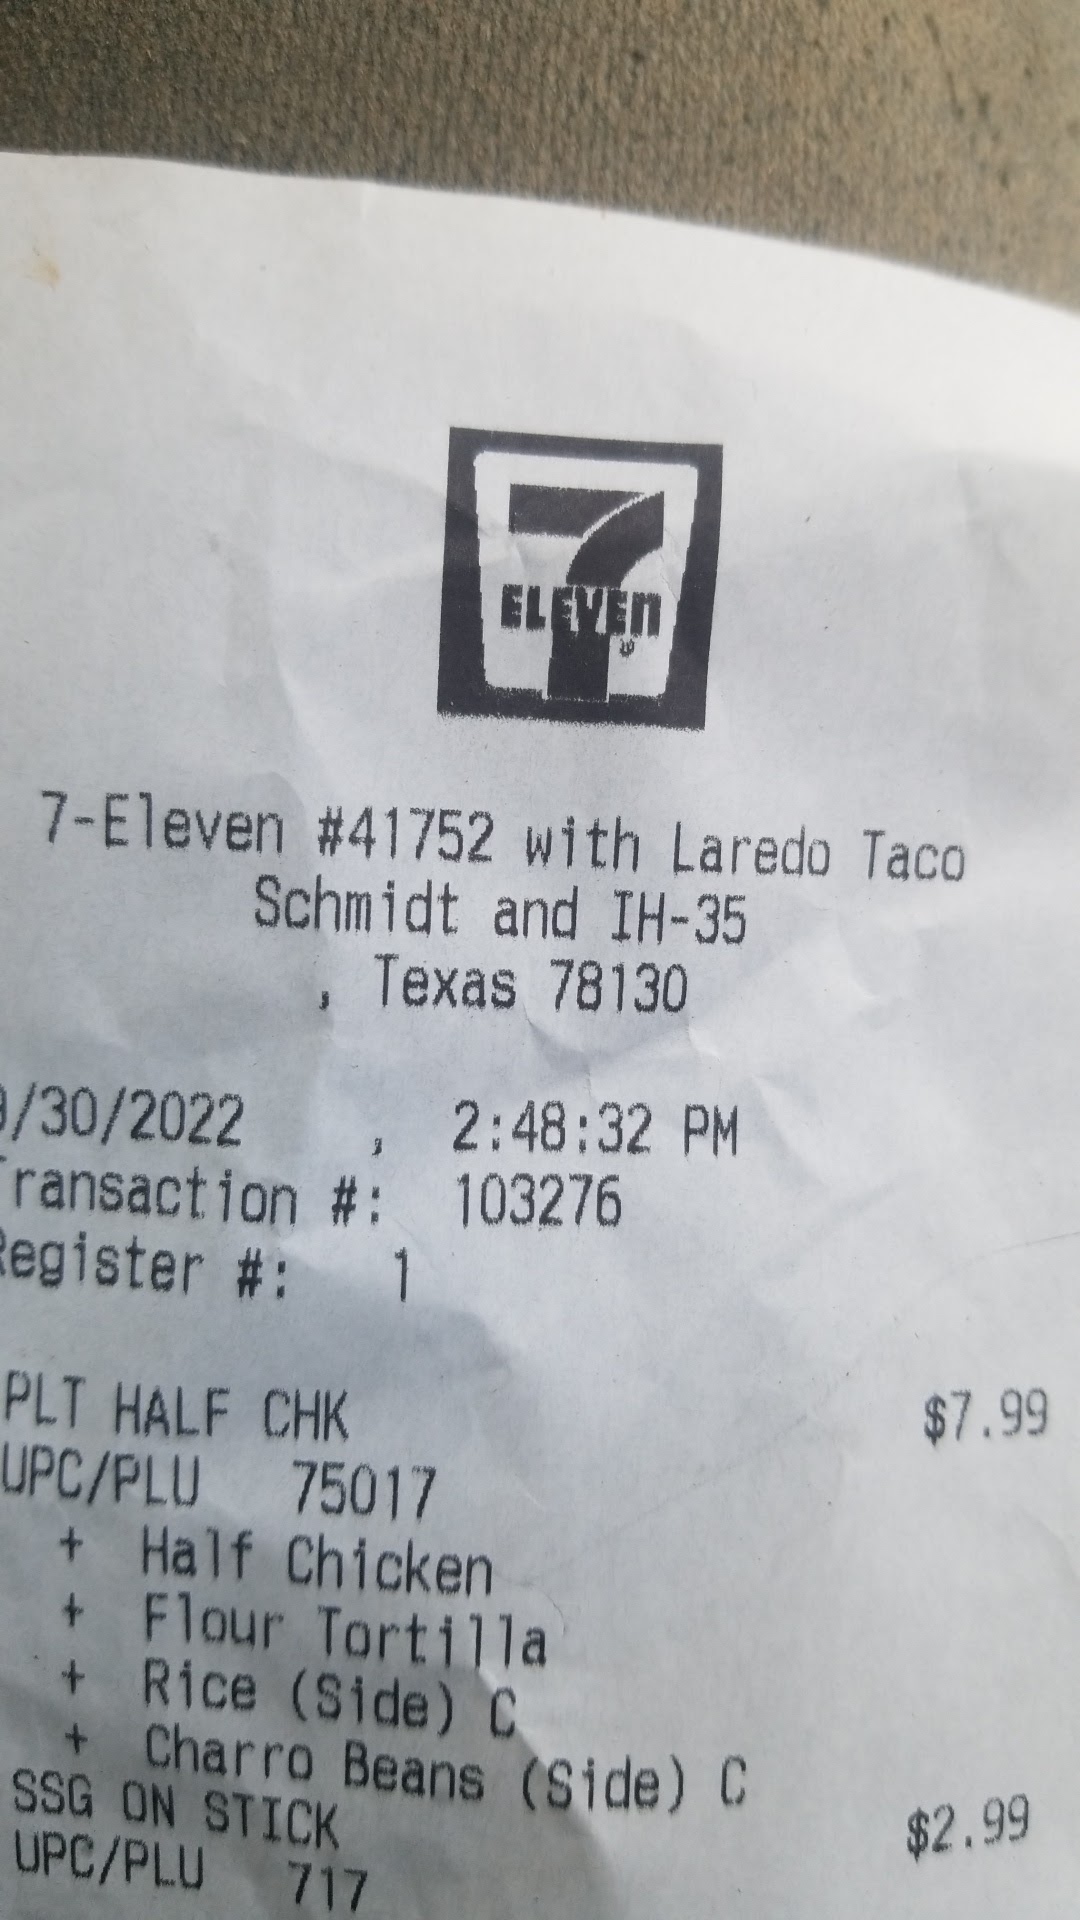 7
ELEVEn
®
7-Eleven #41752 with Laredo Taco
Schmidt and IH-35
, Texas 78130
/30/2022 , 2:48:32 PM
ransaction #: 103276
Register #: 1
PLT HALF CHK $7.99
UPC/PLU 75017
+ Half Chicken
+ Flour Tortilla
+ Rice (Side) C
+ Charro Beans (Side) C
SSG ON STICK $2.99
UPC/PLU 717